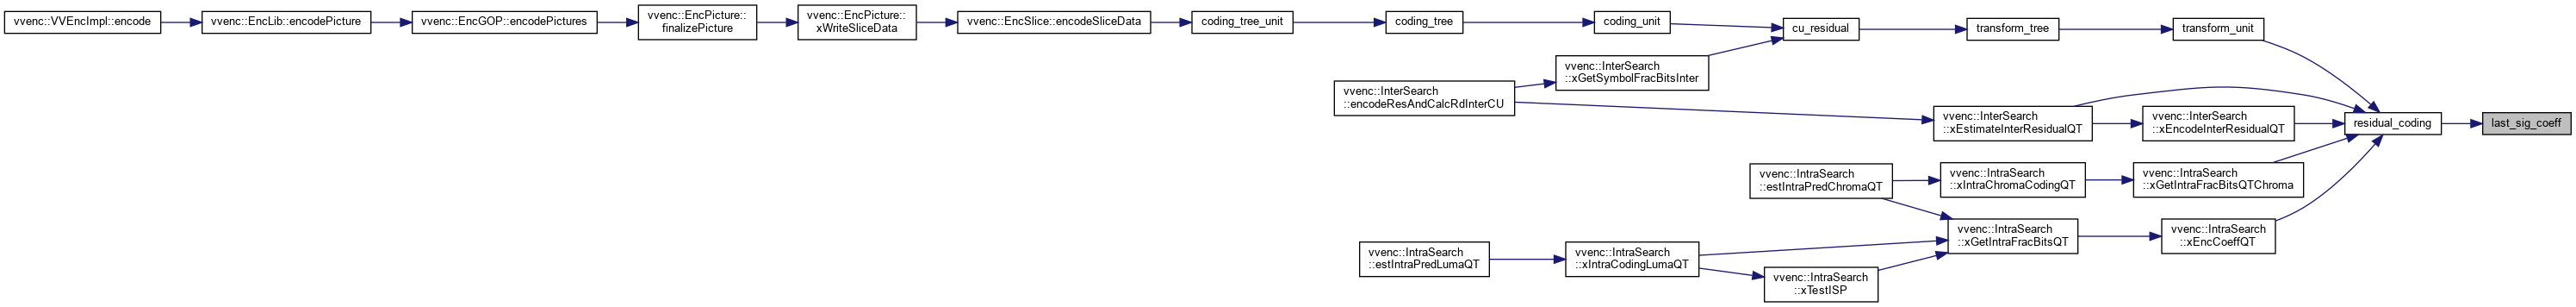 vvenc::VVEncImpl::encode
vvenc::EncLib::encodePicture
vvenc::EncGOP::encodePictures
vvenc::EncPicture::
finalizePicture
vvenc::EncPicture::
xWriteSliceData
vvenc::EncSlice::encodeSliceData
coding_tree_unit
coding_tree
coding_unit
cu_residual
transform_tree
transform_unit
vvenc::InterSearch
::xGetSymbolFracBitsInter
vvenc::InterSearch
::encodeResAndCalcRdInterCU
vvenc::InterSearch
::xEstimateInterResidualQT
vvenc::InterSearch
::xEncodeInterResidualQT
residual_coding
last_sig_coeff
vvenc::IntraSearch
::estIntraPredChromaQT
vvenc::IntraSearch
::xIntraChromaCodingQT
vvenc::IntraSearch
::xGetIntraFracBitsQTChroma
vvenc::IntraSearch
::xGetIntraFracBitsQT
vvenc::IntraSearch
::xEncCoeffQT
vvenc::IntraSearch
::estIntraPredLumaQT
vvenc::IntraSearch
::xIntraCodingLumaQT
vvenc::IntraSearch
::xTestISP